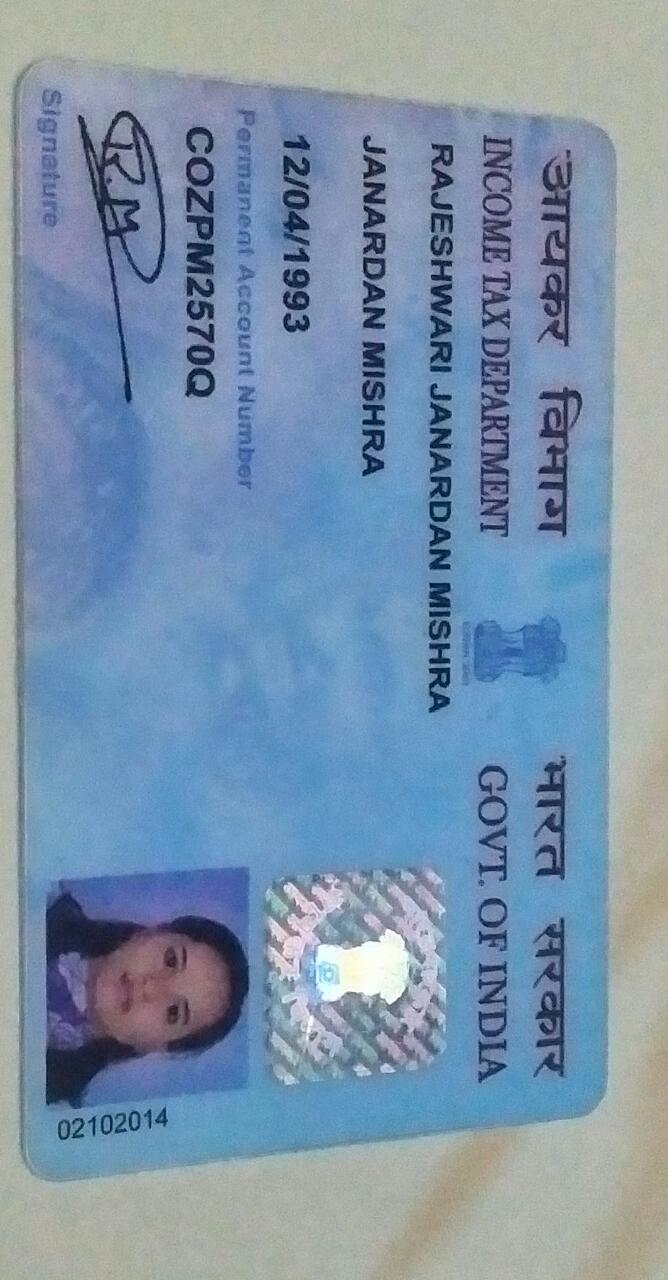 आयकर विभाग
INCOME TAX DEPARTMENT
भारत सरकार
GOVT. OF INDIA
RAJESHWARI JANARDAN MISHRA
JANARDAN MISHRA
12/04/1993
Permanent Account Number
COZPM2570Q
RM
Signature
02102014